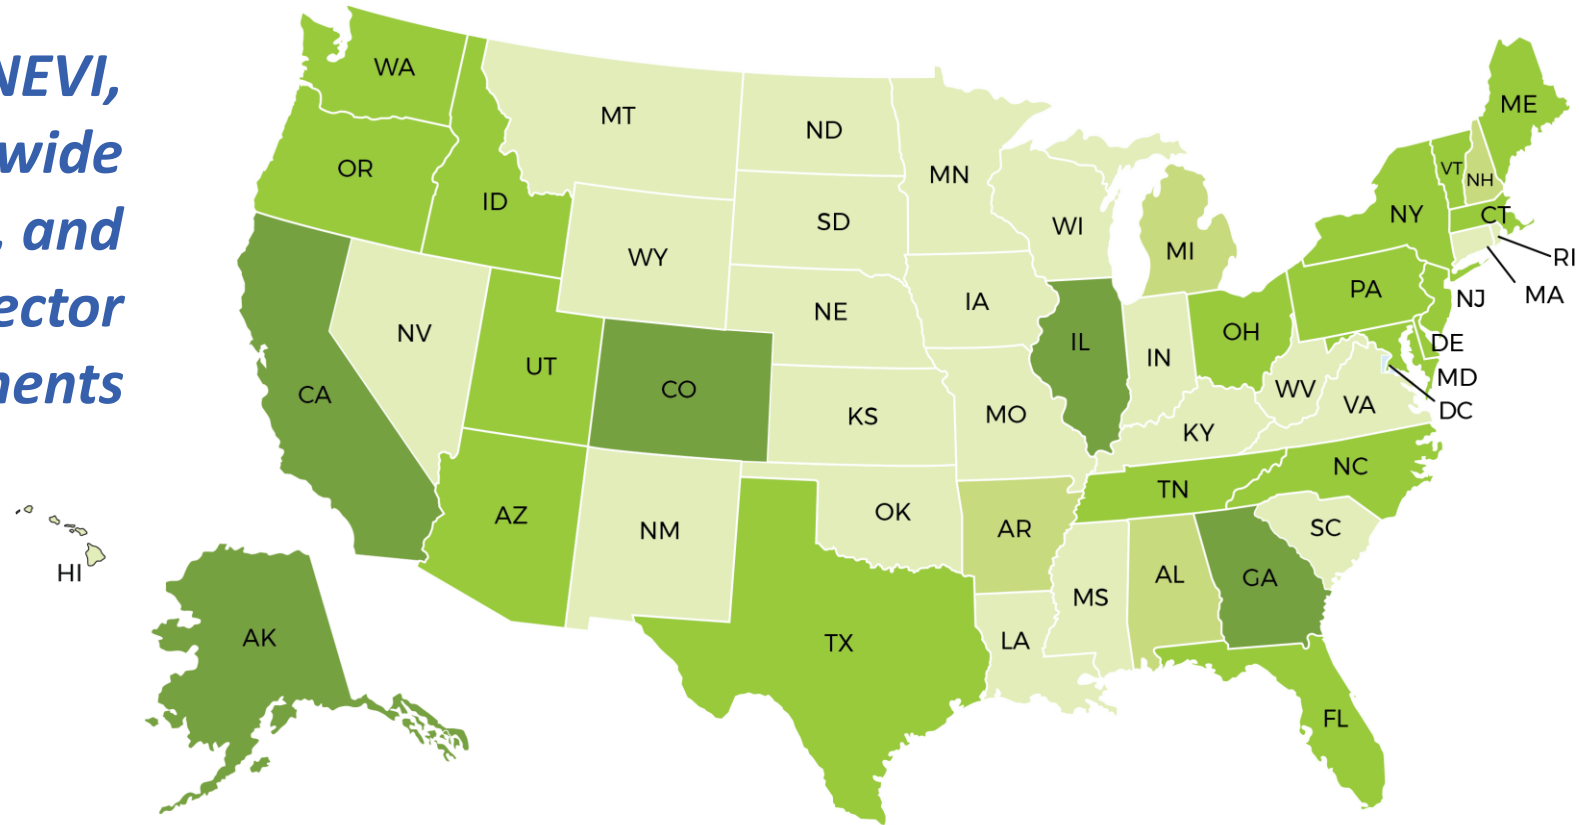 NEVI,
wide
, and
ector
nents
WA
MT
ND
ME
OR
ID
MN
VT
NH
SD
WI
NY
CT
WY
MI
RI
NE
IA
PA
NJ
MA
NV
UT
CO
IL
IN
OH
DE
CA
KS
MO
WV
VA
MD
DC
KY
AZ
NM
OK
AR
TN
NC
HI
AK
TX
LA
MS
AL
GA
SC
FL